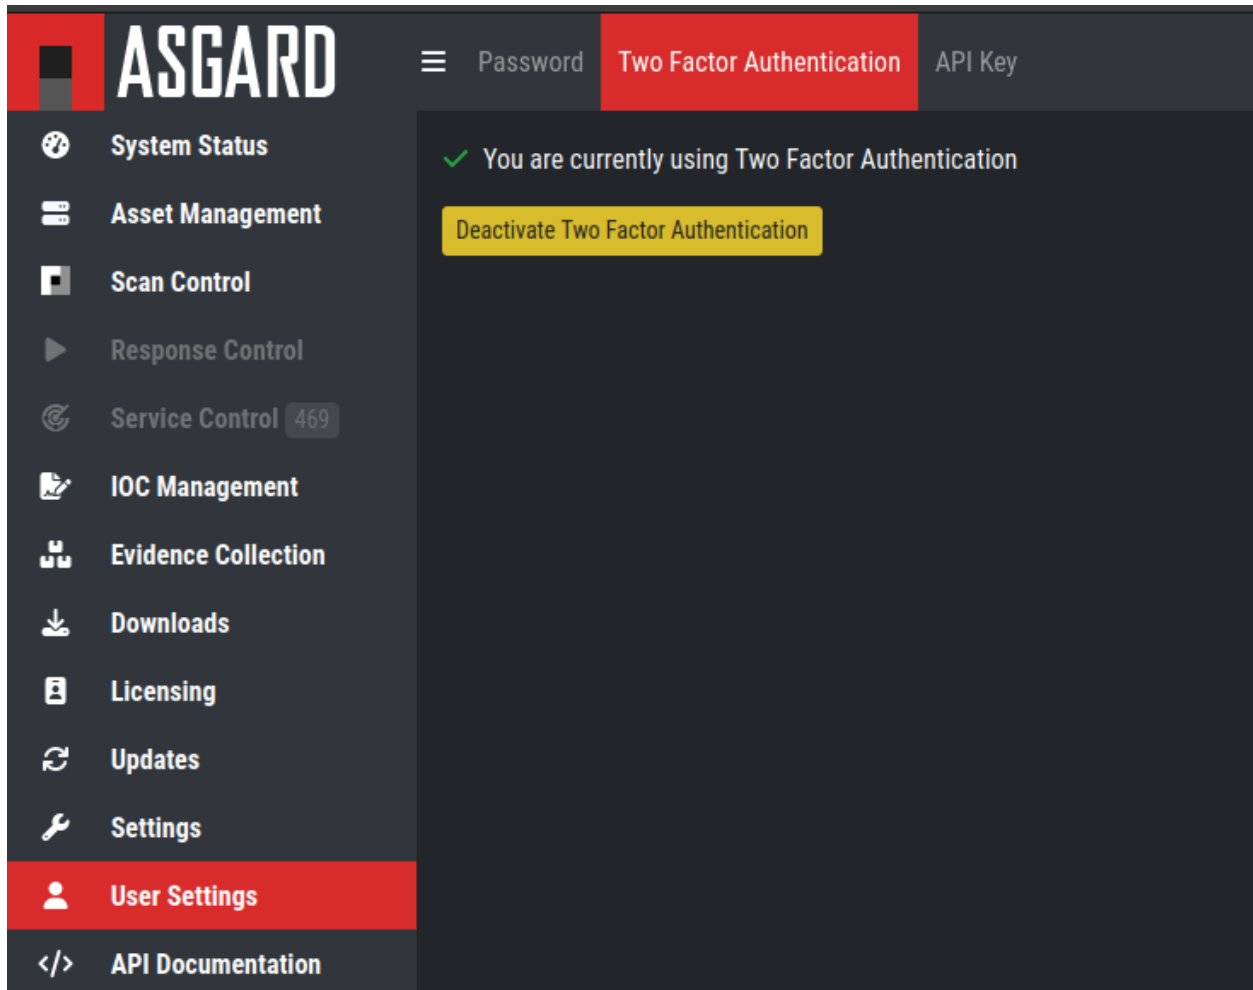 ASGARD
Password
Two Factor Authentication
API Key
System Status
Asset Management
Scan Control
Response Control
Service Control 469
IOC Management
Evidence Collection
Downloads
Licensing
Updates
Settings
User Settings
API Documentation
You are currently using Two Factor Authentication
Deactivate Two Factor Authentication